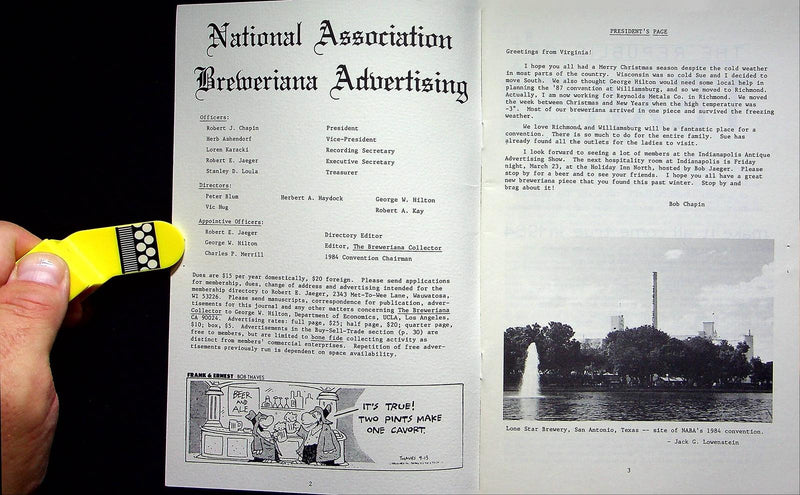 National Association
Breweriana Advertising
Officers:
Robert J. Chapin President
Herb Ashendorf Vice-President
Loren Karacki Recording Secretary
Robert E. Jaeger Executive Secretary
Stanley D. Loula Treasurer
Directors:
Peter Blum Herbert A. Haydock George W. Hilton
Vic Hug Robert A. Kay
Appointive Officers:
Robert E. Jaeger Directory Editor
George W. Hilton Editor, The Breweriana Collector
Charles P. Merrill 1984 Convention Chairman
Dues are $15 per year domestically, $20 foreign. Please send applications
for membership, dues, change of address and advertising intended for the
membership directory to Robert E. Jaeger, 2343 Met-To-Wee Lane, Wauwatosa,
WI 53226. Please send manuscripts, correspondence for publication, adver-
tisements for this journal and any other matters concerning The Breweriana
Collector to George W. Hilton, Department of Economics, UCLA, Los Angeles,
CA 90024. Advertising rates: full page, $25; half page, $20; quarter page,
$10; box, $5. Advertisements in the Buy-Sell-Trade section (p. 30) are
free to members, but are limited to bone fide collecting activity as
distinct from members' commercial enterprises. Repetition of free adver-
tisements previously run is dependent on space availability.
FRANK & ERNEST BOB THAVES
BEER
AND
ALE
IT'S TRUE!
TWO PINTS MAKE
ONE CAVORT.
THAVES 9-13
2
PRESIDENT'S PAGE
Greetings from Virginia!
I hope you all had a Merry Christmas season despite the cold weather
in most parts of the country. Wisconsin was so cold Sue and I decided to
move South. We also thought George Hilton would need some local help in
planning the '87 convention at Williamsburg, and so we moved to Richmond.
Actually, I am now working for Reynolds Metals Co. in Richmond. We moved
the week between Christmas and New Years when the high temperature was
-3°. Most of our breweriana arrived in one piece and survived the freezing
weather.
We love Richmond, and Williamsburg will be a fantastic place for a
convention. There is so much to do for the entire family. Sue has
already found all the outlets for the ladies to visit.
I look forward to seeing a lot of members at the Indianapolis Antique
Advertising Show. The next hospitality room at Indianapolis is Friday
night, March 23, at the Holiday Inn North, hosted by Bob Jaeger. Please
stop by for a beer and to see your friends. I hope you all have a great
new breweriana piece that you found this past winter. Stop by and
brag about it!
Bob Chapin
Lone Star Brewery, San Antonio, Texas -- site of NABA's 1984 convention.
- Jack G. Lowenstein
3